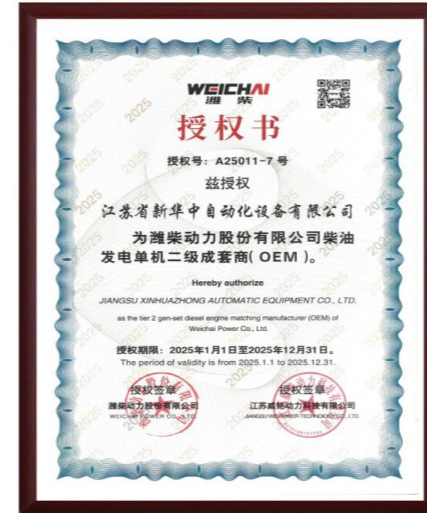 WEICHAI
潍柴
授权书
授权号：A25011-7 号
兹授权
江苏省新华中自动化设备有限公司
为潍柴动力股份有限公司柴油
发电单机二级成套商( OEM )。
Hereby authorize
JIANGSU XINHUAZHONG AUTOMATIC EQUIPMENT CO., LTD.
as the tier 2 gen-set diesel engine matching manufacturer (OEM) of
Weichai Power Co., Ltd.
授权期限：2025年1月1日至2025年12月31日。
The period of validity is from 2025.1.1 to 2025.12.31.
授权签章
潍柴动力股份有限公司
WEICHAI POWER CO., LTD
授权签章
江苏威铭动力科技有限公司
2025